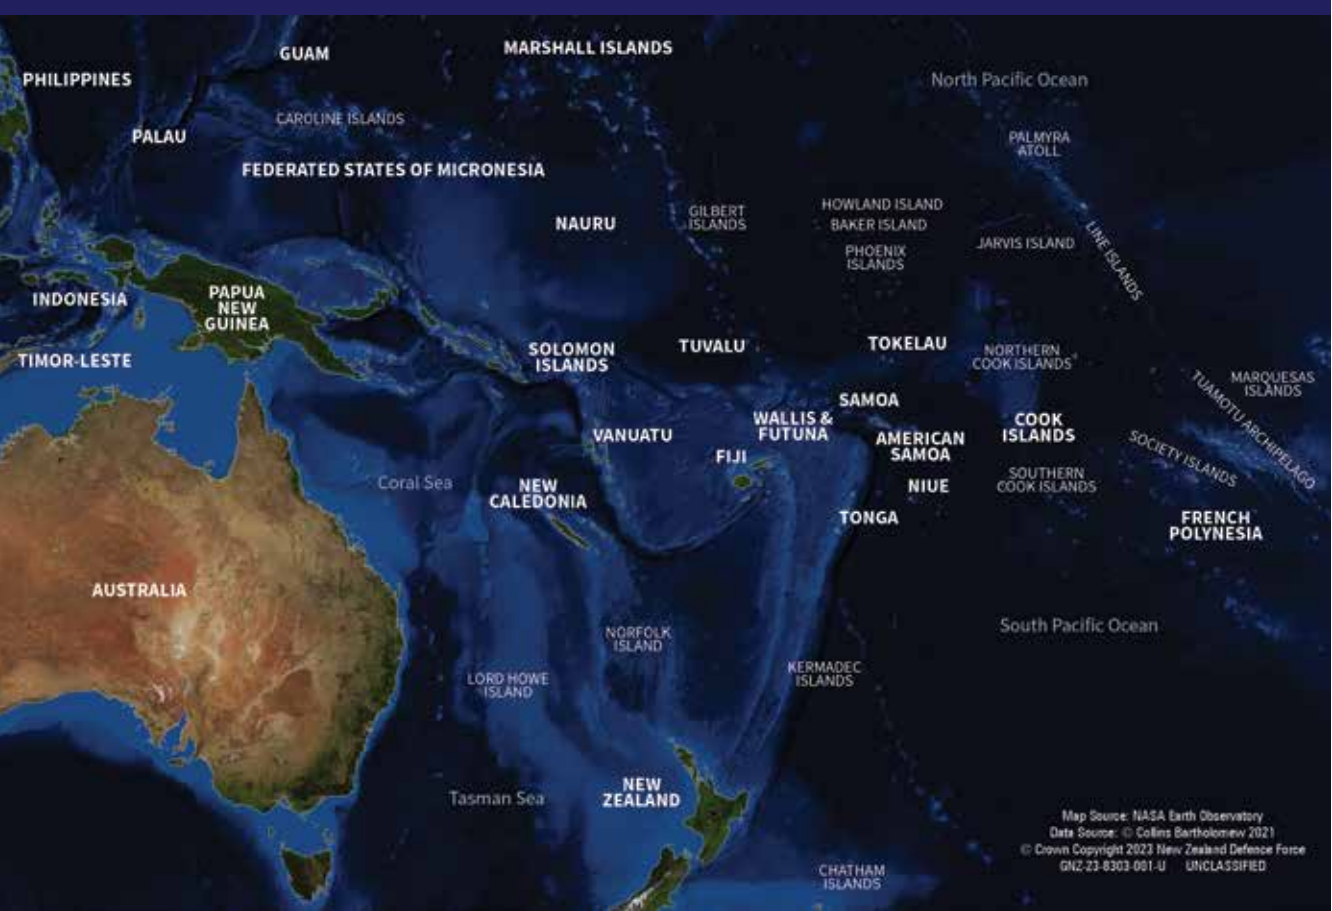 GUAM
MARSHALL ISLANDS
PHILIPPINES
North Pacific Ocean
CAROLINE ISLANDS
PALAU
PALMYRA
ATOLL
FEDERATED STATES OF MICRONESIA
NAURU
GILBERT
ISLANDS
HOWLAND ISLAND
BAKER ISLAND
PHOENIX
ISLANDS
JARVIS ISLAND
LINE ISLANDS
INDONESIA
PAPUA
NEW
GUINEA
TIMOR-LESTE
SOLOMON
ISLANDS
TUVALU
TOKELAU
NORTHERN
COOK ISLANDS
MARQUESAS
ISLANDS
TUAMOTU ARCHIPELAGO
SAMOA
WALLIS &
FUTUNA
VANUATU
FIJI
AMERICAN
SAMOA
COOK
ISLANDS
SOCIETY ISLANDS
Coral Sea
NEW
CALEDONIA
NIUE
SOUTHERN
COOK ISLANDS
TONGA
FRENCH
POLYNESIA
AUSTRALIA
NORFOLK
ISLAND
South Pacific Ocean
LORD HOWE
ISLAND
KERMADEC
ISLANDS
Tasman Sea
NEW
ZEALAND
CHATHAM
ISLANDS
Map Source: NASA Earth Observatory
Data Source: © Collins Bartholomew 2021
© Crown Copyright 2023 New Zealand Defence Force
GNZ-23-8303-001-U UNCLASSIFIED